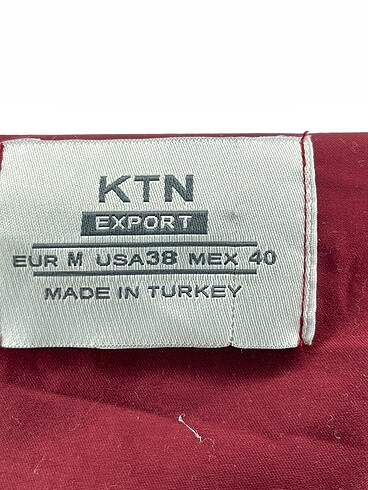 KTN
EXPORT
EUR M USA38 MEX 40
MADE IN TURKEY